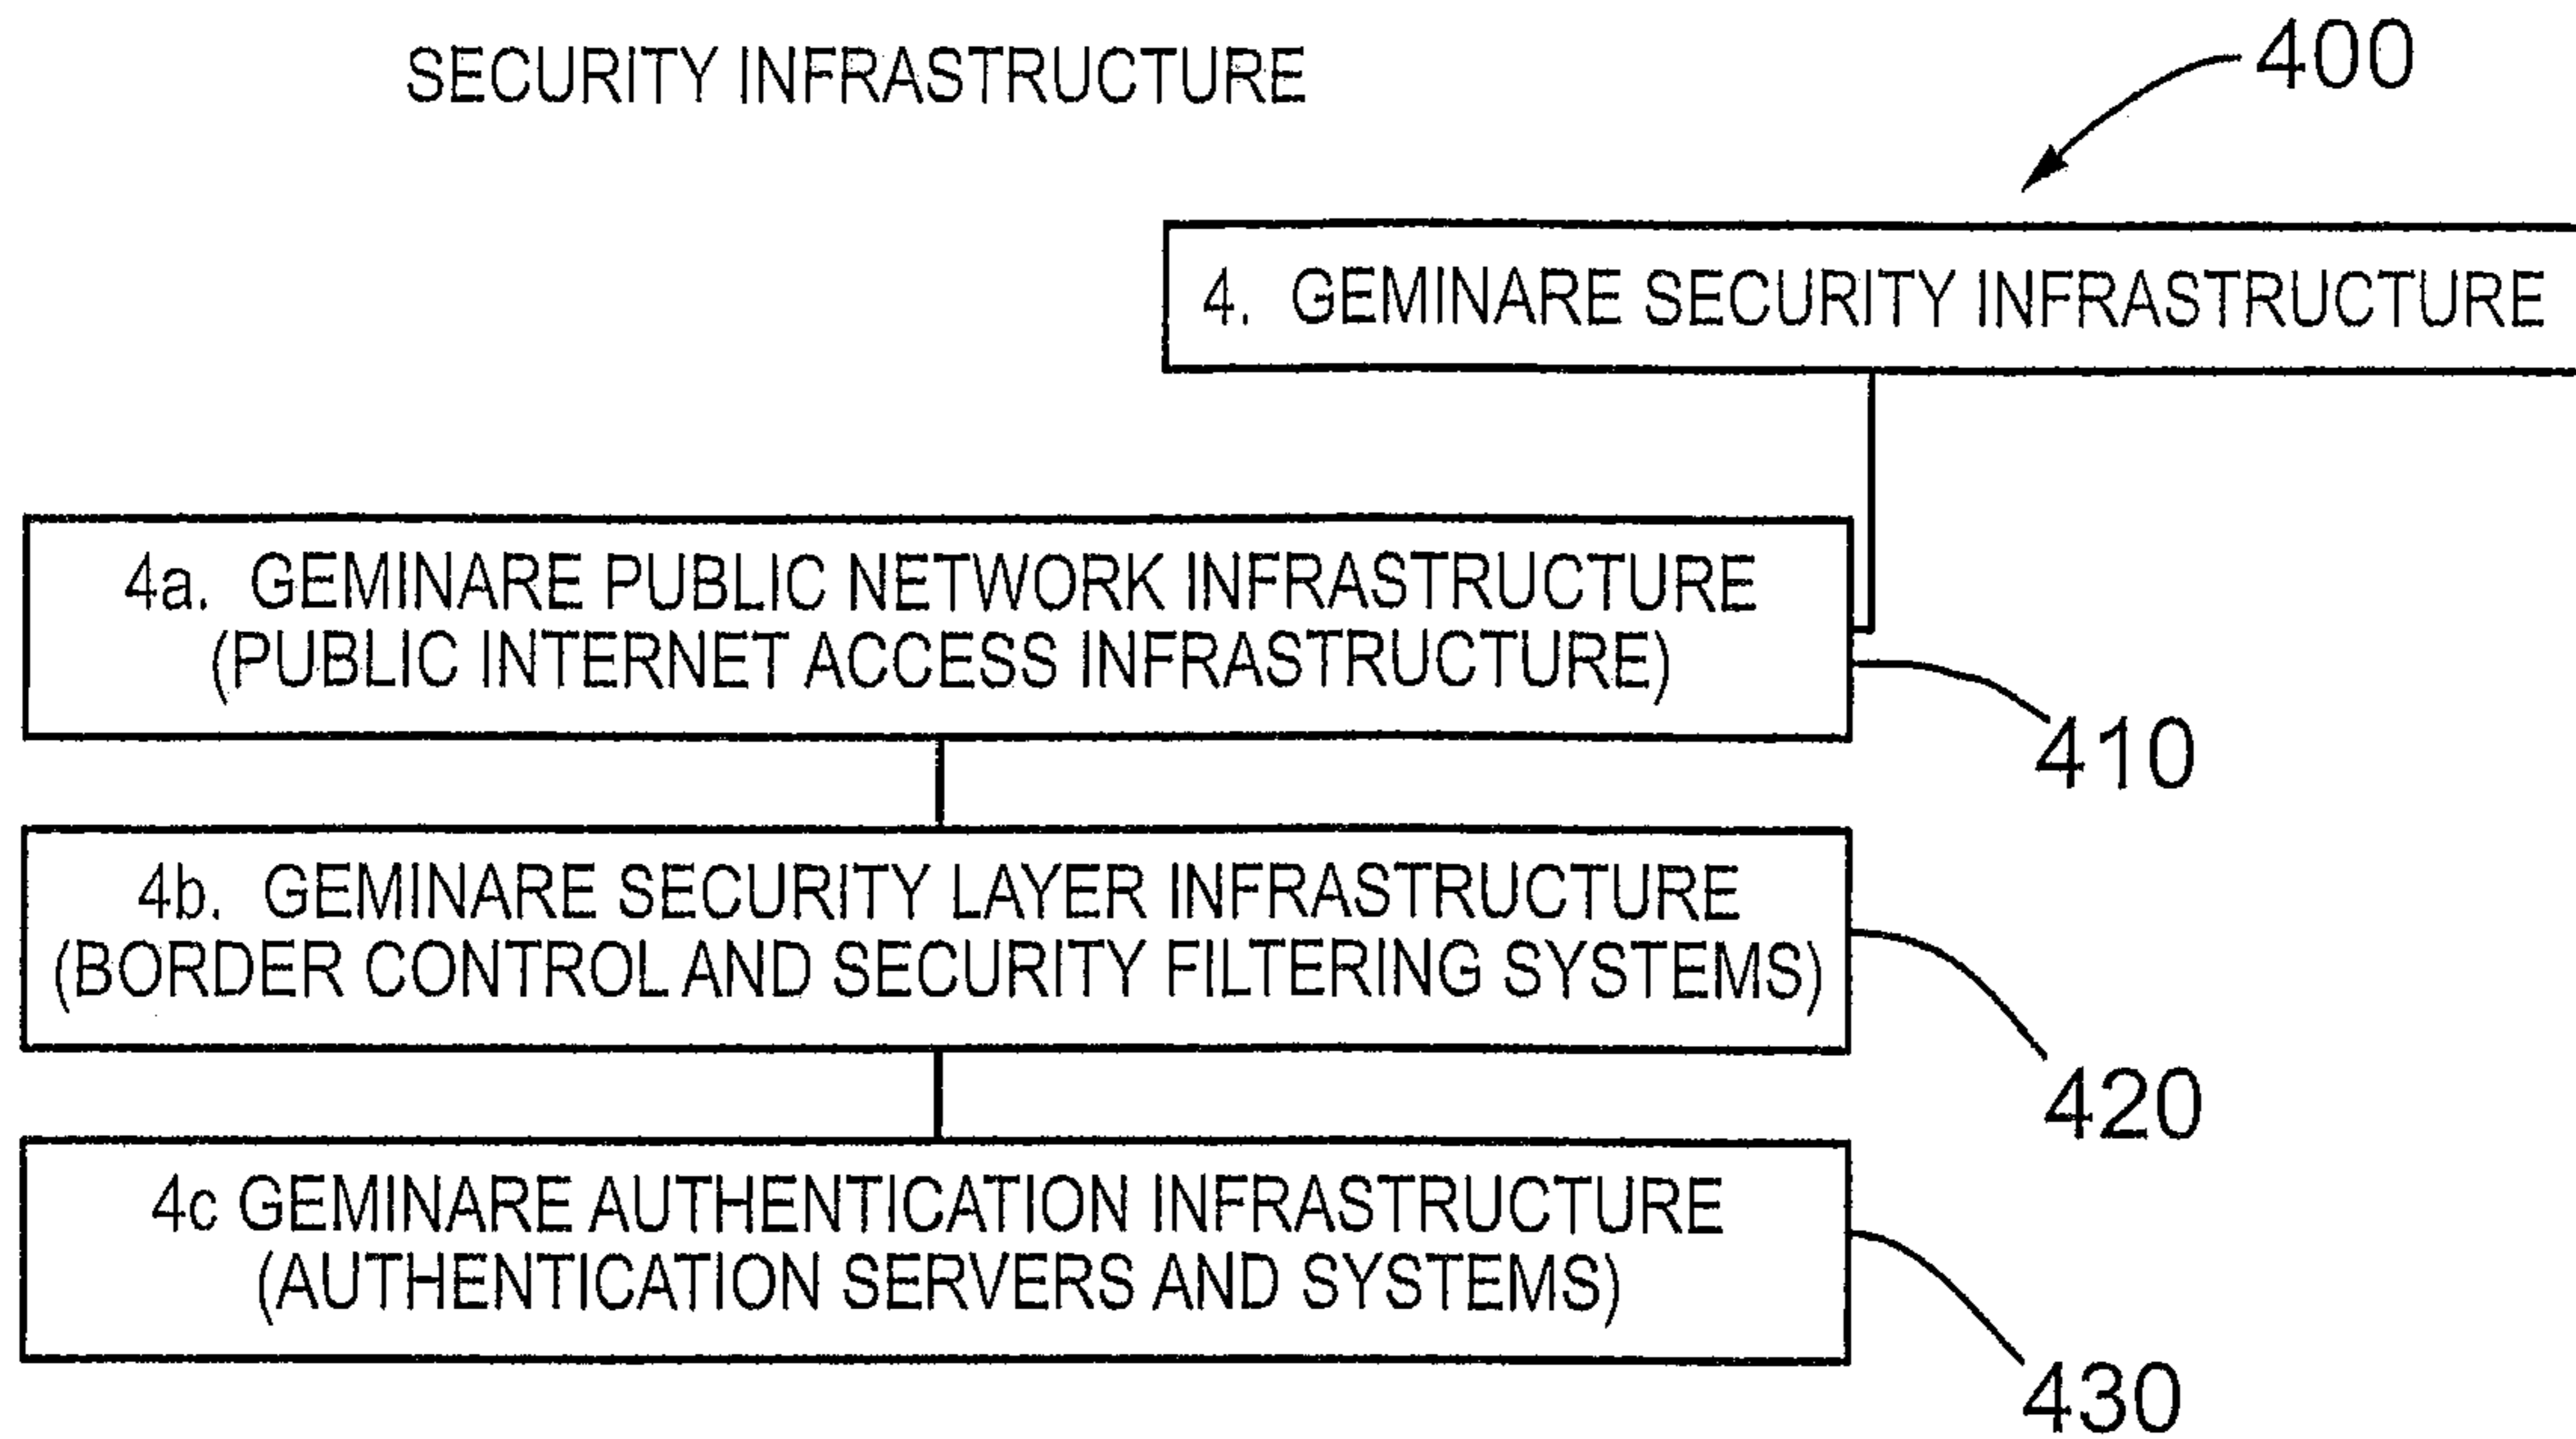 SECURITY INFRASTRUCTURE
400
4. GEMINARE SECURITY INFRASTRUCTURE
4a. GEMINARE PUBLIC NETWORK INFRASTRUCTURE
(PUBLIC INTERNET ACCESS INFRASTRUCTURE)
410
4b. GEMINARE SECURITY LAYER INFRASTRUCTURE
(BORDER CONTROL AND SECURITY FILTERING SYSTEMS)
420
4c GEMINARE AUTHENTICATION INFRASTRUCTURE
(AUTHENTICATION SERVERS AND SYSTEMS)
430